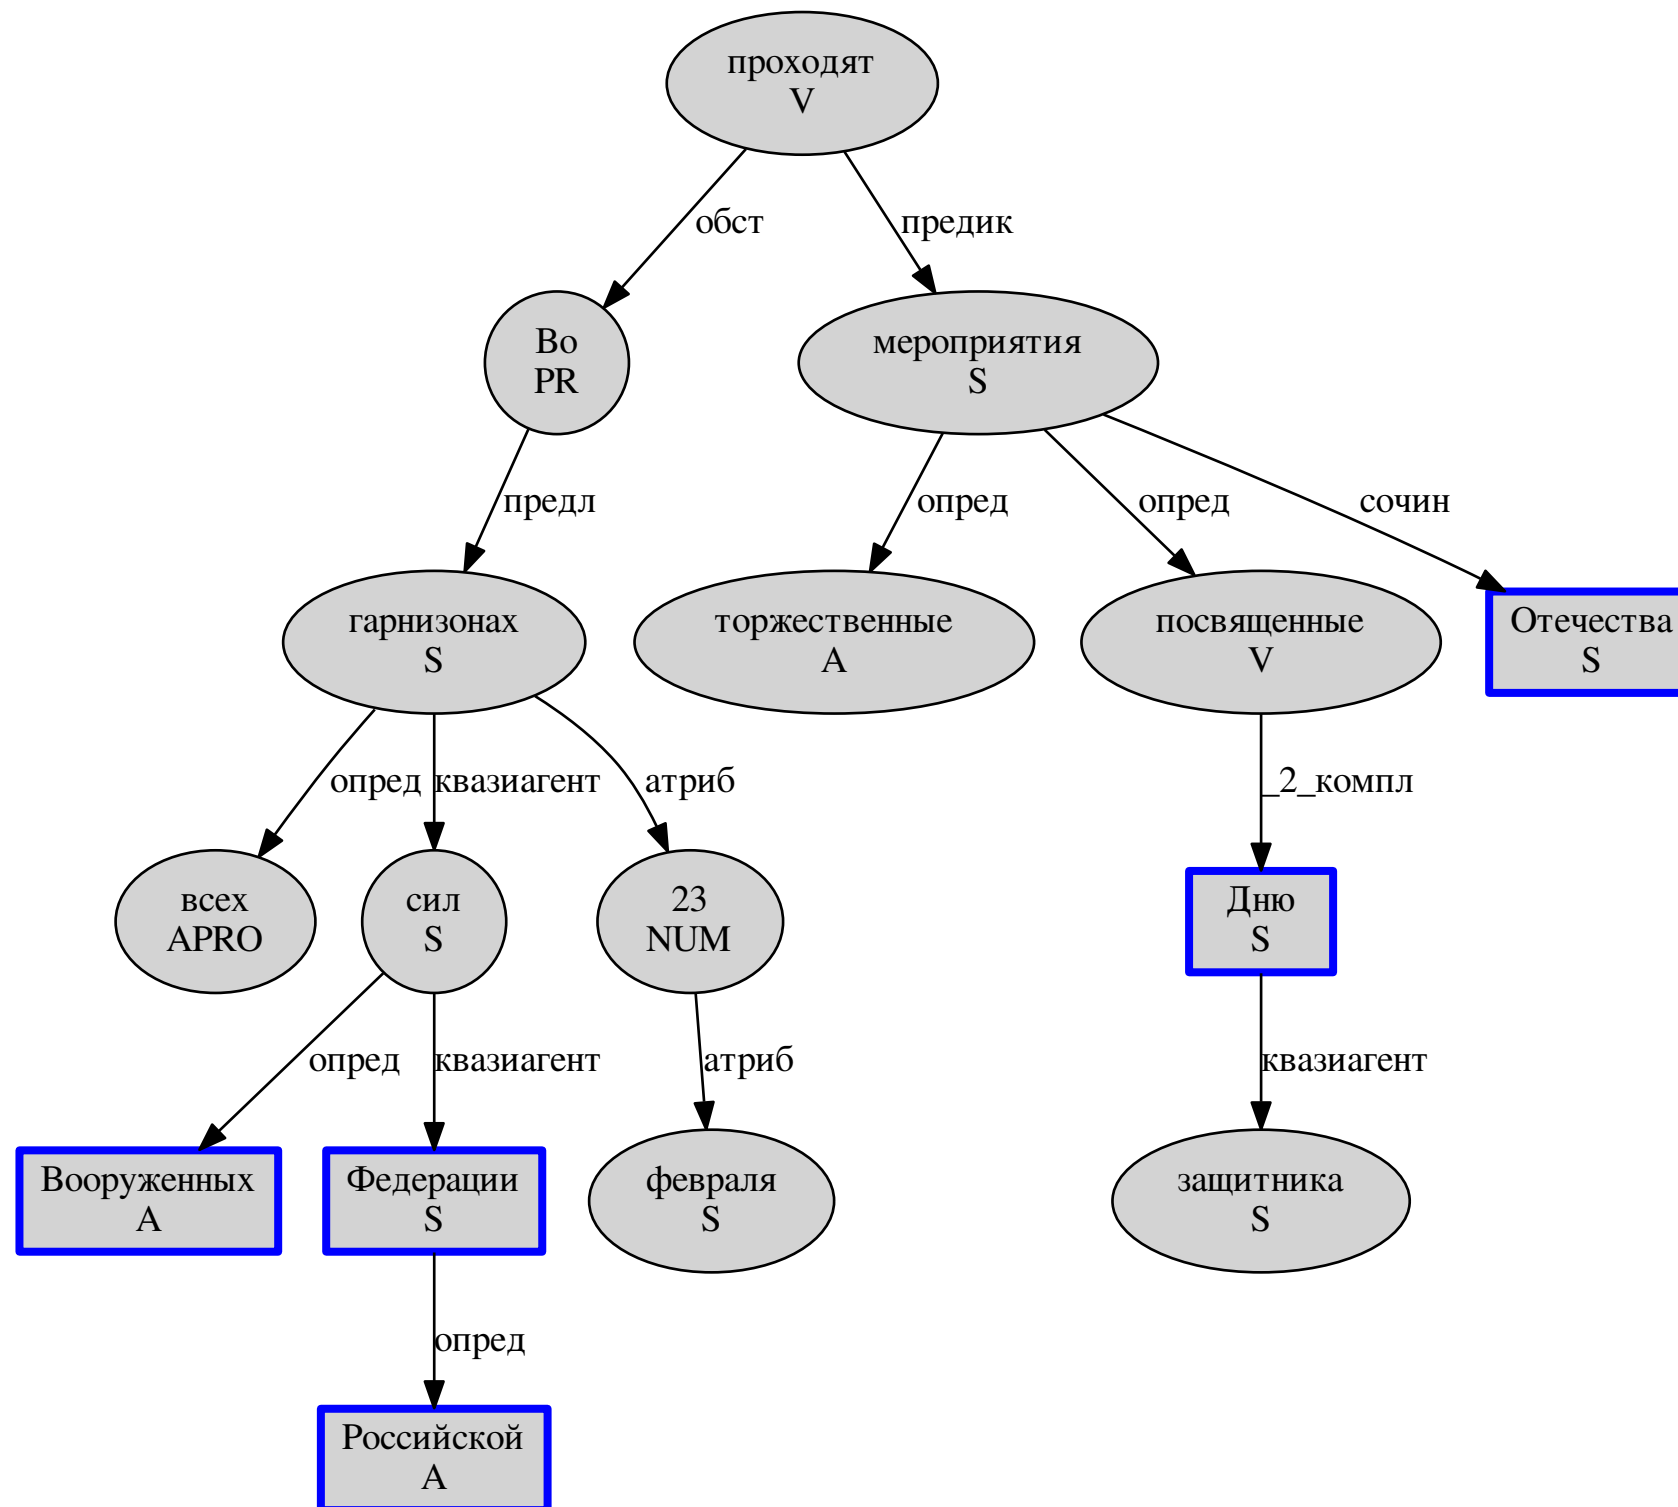 проходят
V
обст
предик
Во
PR
мероприятия
S
предл
опред
опред
сочин
гарнизонах
S
торжественные
A
посвященные
V
Отечества
S
опред
квазиагент
атриб
_2_компл
всех
APRO
сил
S
23
NUM
Дню
S
опред
квазиагент
атриб
квазиагент
Вооруженных
A
Федерации
S
февраля
S
защитника
S
опред
Российской
A